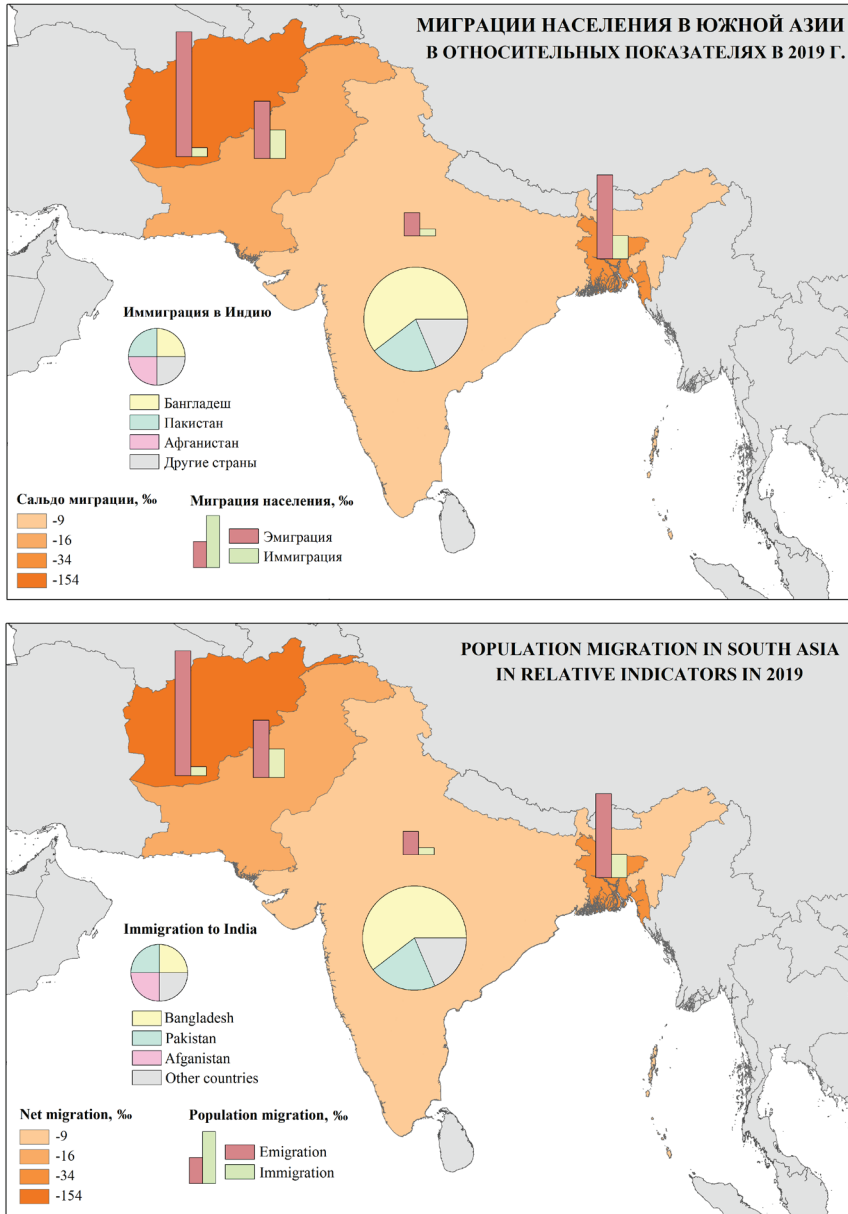 МИГРАЦИИ НАСЕЛЕНИЯ В ЮЖНОЙ АЗИИ
В ОТНОСИТЕЛЬНЫХ ПОКАЗАТЕЛЯХ В 2019 Г.
Иммиграция в Индию
Бангладеш
Пакистан
Афганистан
Другие страны
Сальдо миграции, ‰
-9
-16
-34
-154
Миграция населения, ‰
Эмиграция
Иммиграция
POPULATION MIGRATION IN SOUTH ASIA
IN RELATIVE INDICATORS IN 2019
Immigration to India
Bangladesh
Pakistan
Afganistan
Other countries
Net migration, ‰
-9
-16
-34
-154
Population migration, ‰
Emigration
Immigration